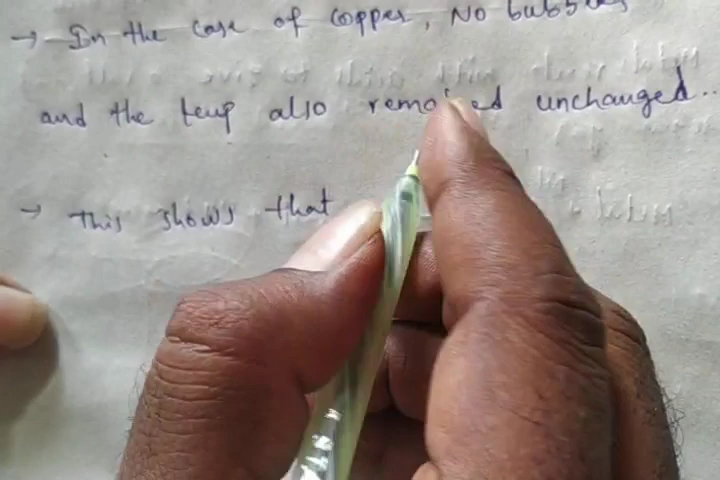 → In the case of copper, No bubbles
and the temp also remained unchanged..
→ This shows that